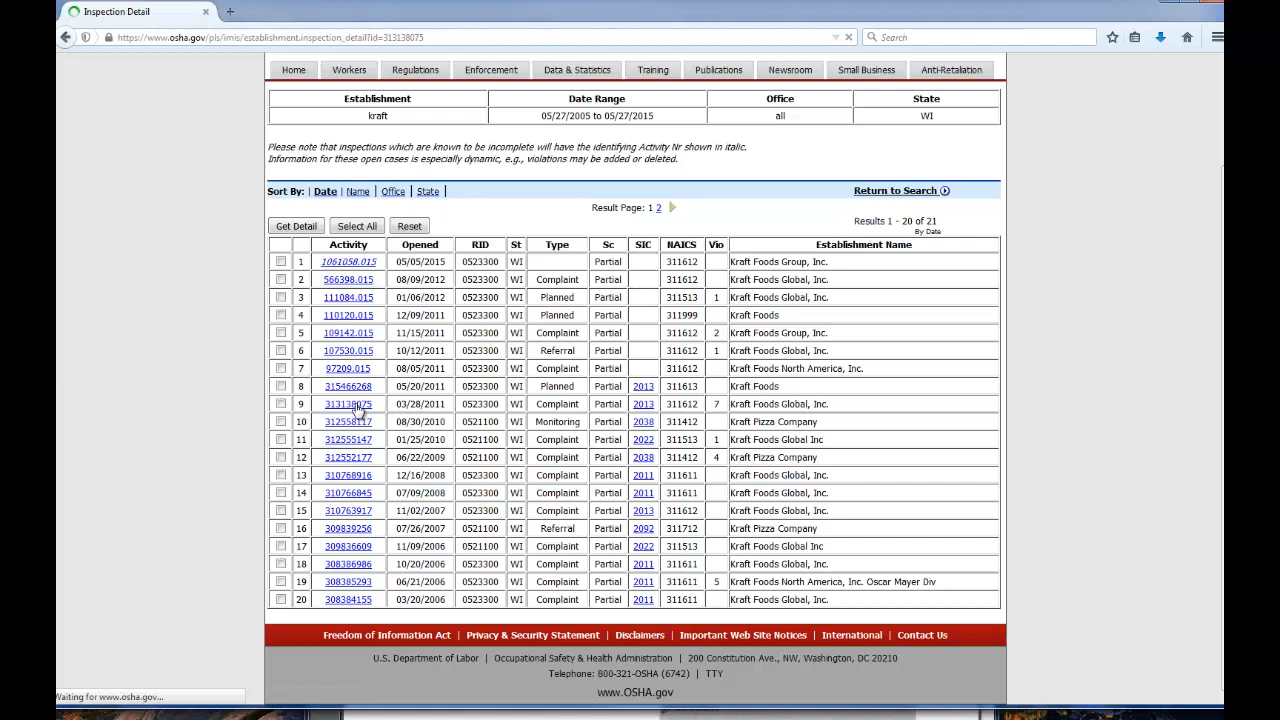 Inspection Detail × +
https://www.osha.gov/pls/imis/establishment.inspection_detail?id=313138075 Search
Home Workers Regulations Enforcement Data & Statistics Training Publications Newsroom Small Business Anti-Retaliation
Establishment Date Range Office State
kraft 05/27/2005 to 05/27/2015 all WI
Please note that inspections which are known to be incomplete will have the identifying Activity Nr shown in italic.
Information for these open cases is especially dynamic, e.g., violations may be added or deleted.
Sort By: | Date | Name | Office | State | Return to Search
Result Page: 1 2
Get Detail Select All Reset Results 1 - 20 of 21
By Date
Activity Opened RID St Type Sc SIC NAICS Vio Establishment Name
1 1061058.015 05/05/2015 0523300 WI Partial 311612 Kraft Foods Group, Inc.
2 566398.015 08/09/2012 0523300 WI Complaint Partial 311612 Kraft Foods Global, Inc.
3 111084.015 01/06/2012 0523300 WI Planned Partial 311513 1 Kraft Foods Global, Inc.
4 110120.015 12/09/2011 0523300 WI Planned Partial 311999 Kraft Foods
5 109142.015 11/15/2011 0523300 WI Complaint Partial 311612 2 Kraft Foods Group, Inc.
6 107530.015 10/12/2011 0523300 WI Referral Partial 311612 1 Kraft Foods Global, Inc.
7 97209.015 08/05/2011 0523300 WI Complaint Partial 311612 Kraft Foods North America, Inc.
8 315466268 05/20/2011 0523300 WI Planned Partial 2013 311613 Kraft Foods
9 313138075 03/28/2011 0523300 WI Complaint Partial 2013 311612 7 Kraft Foods Global, Inc.
10 312558117 08/30/2010 0521100 WI Monitoring Partial 2038 311412 Kraft Pizza Company
11 312555147 01/25/2010 0521100 WI Complaint Partial 2022 311513 1 Kraft Foods Global Inc
12 312552177 06/22/2009 0521100 WI Complaint Partial 2038 311412 4 Kraft Pizza Company
13 310768916 12/16/2008 0523300 WI Complaint Partial 2011 311611 Kraft Foods Global, Inc.
14 310766845 07/09/2008 0523300 WI Complaint Partial 2011 311611 Kraft Foods Global, Inc.
15 310763917 11/02/2007 0523300 WI Complaint Partial 2013 311612 Kraft Foods Global, Inc.
16 309839256 07/26/2007 0521100 WI Referral Partial 2092 311712 Kraft Pizza Company
17 309836609 11/09/2006 0521100 WI Complaint Partial 2022 311513 Kraft Foods Global Inc
18 308386986 10/20/2006 0523300 WI Complaint Partial 2011 311611 Kraft Foods Global, Inc.
19 308385293 06/21/2006 0523300 WI Complaint Partial 2011 311611 5 Kraft Foods North America, Inc. Oscar Mayer Div
20 308384155 03/20/2006 0523300 WI Complaint Partial 2011 311611 Kraft Foods Global, Inc.
Freedom of Information Act | Privacy & Security Statement | Disclaimers | Important Web Site Notices | International | Contact Us
U.S. Department of Labor | Occupational Safety & Health Administration | 200 Constitution Ave., NW, Washington, DC 20210
Telephone: 800-321-OSHA (6742) | TTY
www.OSHA.gov
Waiting for www.osha.gov...